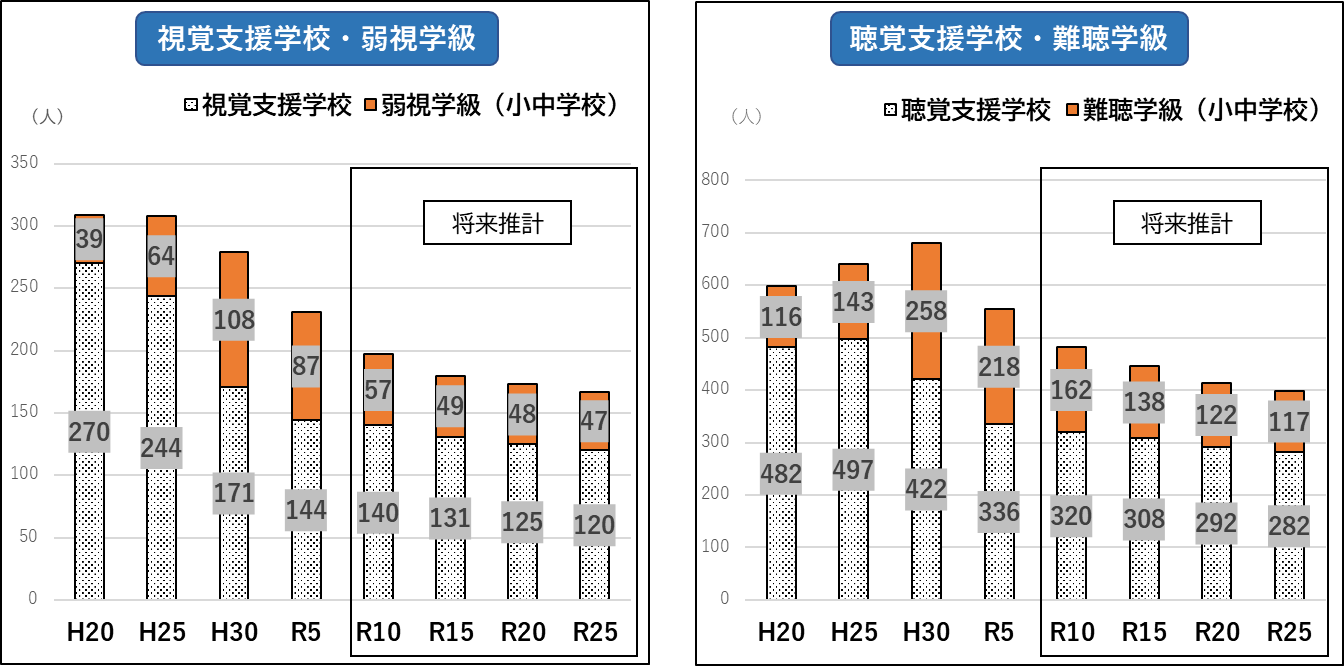 視覚支援学校・弱視学級
視覚支援学校 弱視学級（小中学校）
（人）
350
300
250
200
150
100
50
0
将来推計
39 64 108 87 57 49 48 47
270 244 171 144 140 131 125 120
H20 H25 H30 R5 R10 R15 R20 R25
聴覚支援学校・難聴学級
聴覚支援学校 難聴学級（小中学校）
（人）
800
700
600
500
400
300
200
100
0
将来推計
116 143 258 218 162 138 122 117
482 497 422 336 320 308 292 282
H20 H25 H30 R5 R10 R15 R20 R25